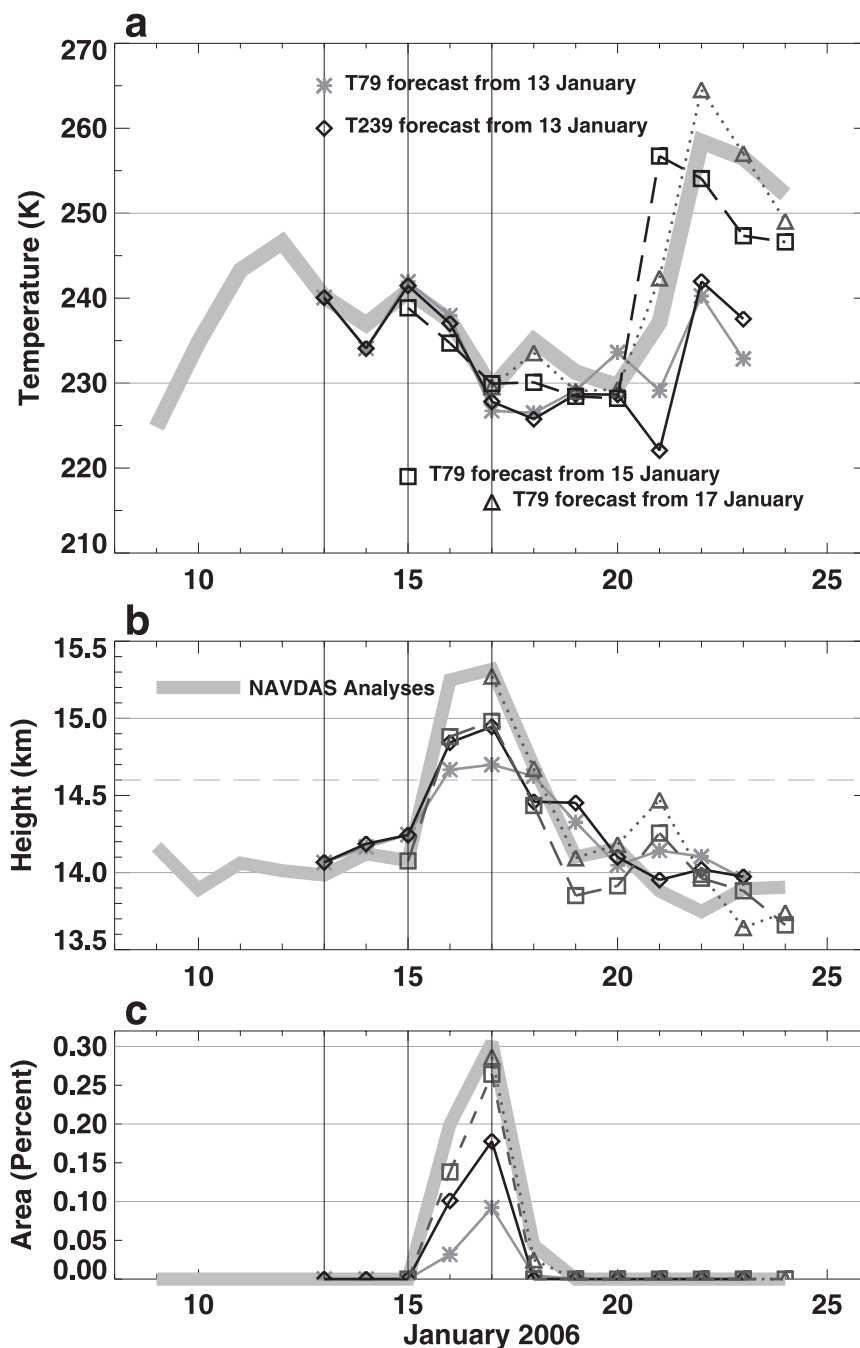 a
270
260
250
240
230
220
210
Temperature (K)
T79 forecast from 13 January
T239 forecast from 13 January
T79 forecast from 15 January
T79 forecast from 17 January
10 15 20 25
b
15.5
15.0
14.5
14.0
13.5
Height (km)
NAVDAS Analyses
10 15 20 25
c
0.30
0.25
0.20
0.15
0.10
0.05
0.00
Area (Percent)
10 15 20 25
January 2006